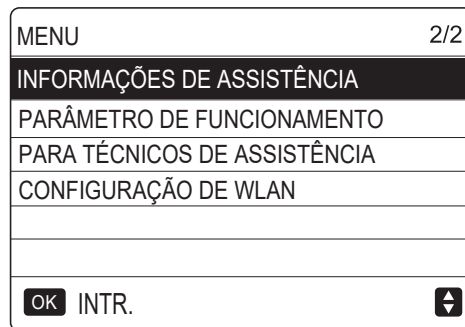 MENU 2/2
INFORMAÇÕES DE ASSISTÊNCIA
PARÂMETRO DE FUNCIONAMENTO
PARA TÉCNICOS DE ASSISTÊNCIA
CONFIGURAÇÃO DE WLAN
OK INTR.